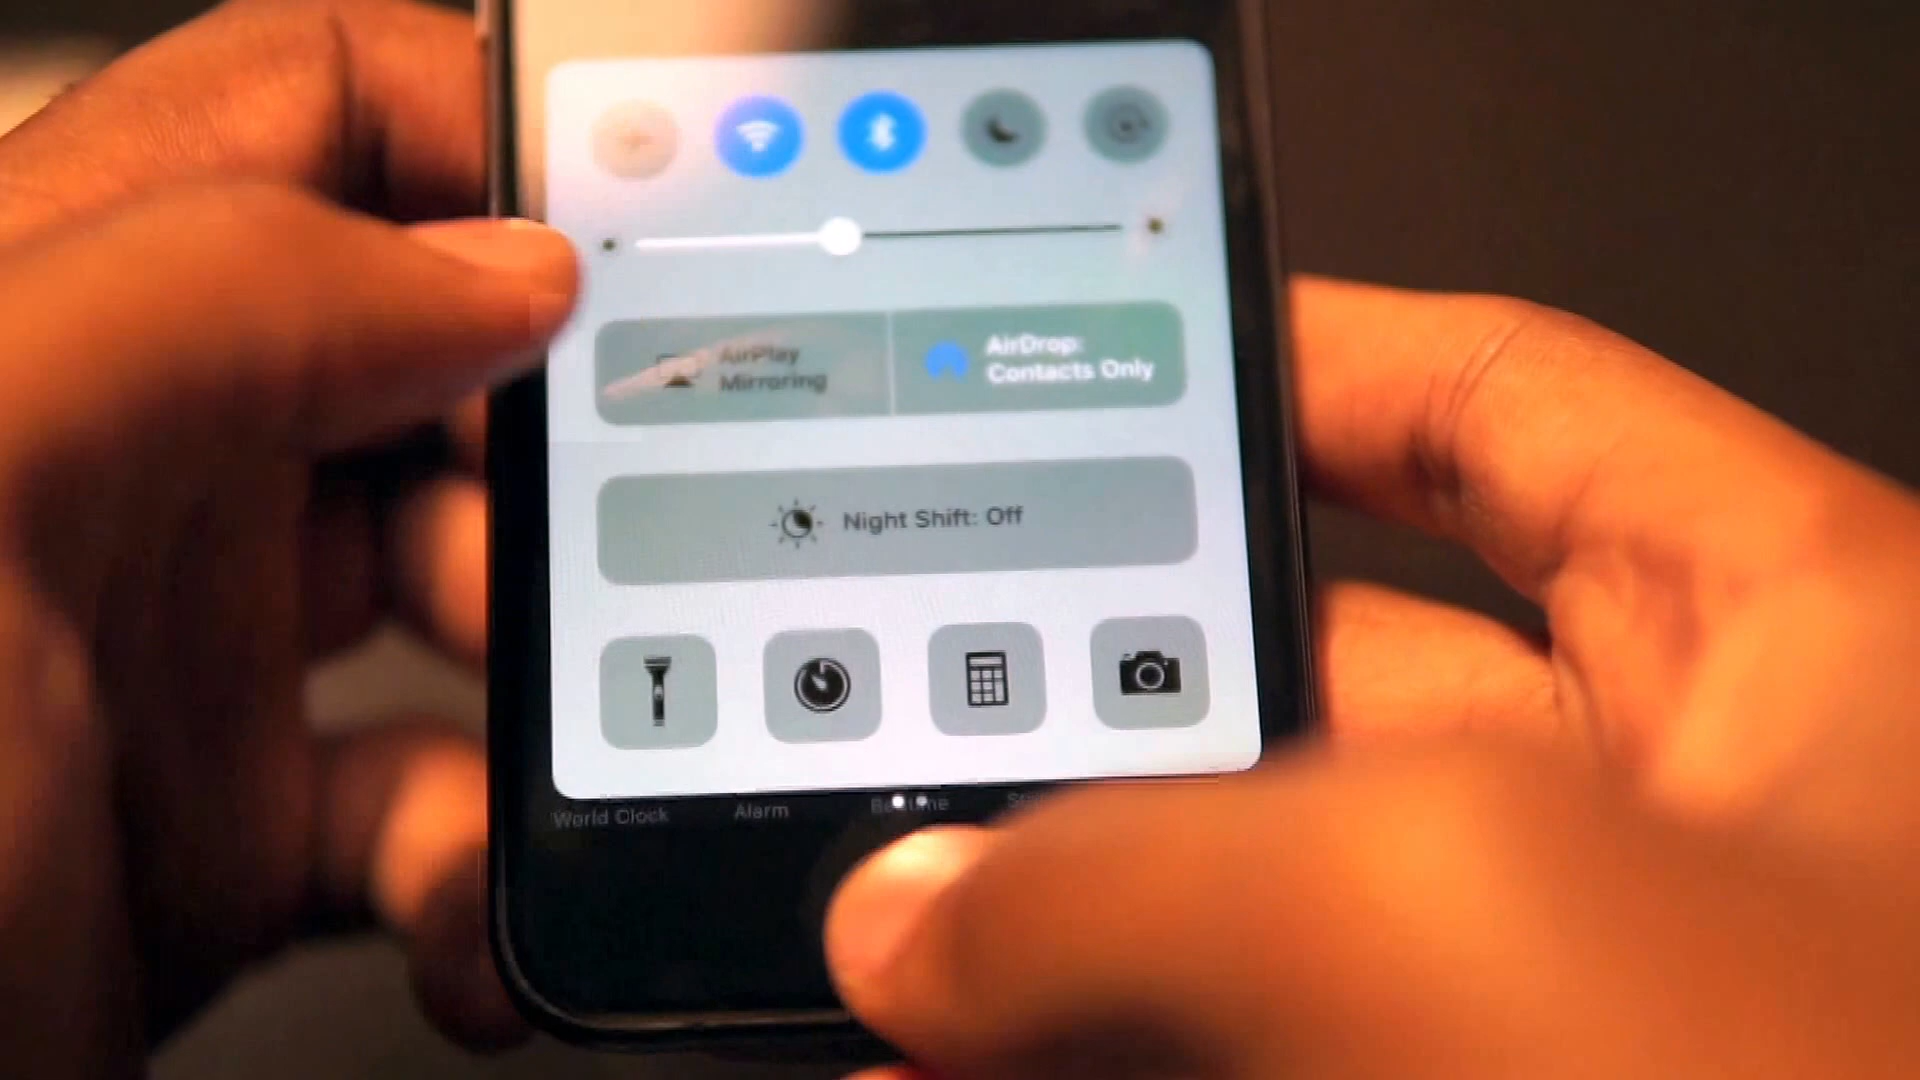 AirPlay
Mirroring
AirDrop:
Contacts Only
Night Shift: Off
World Clock
Alarm